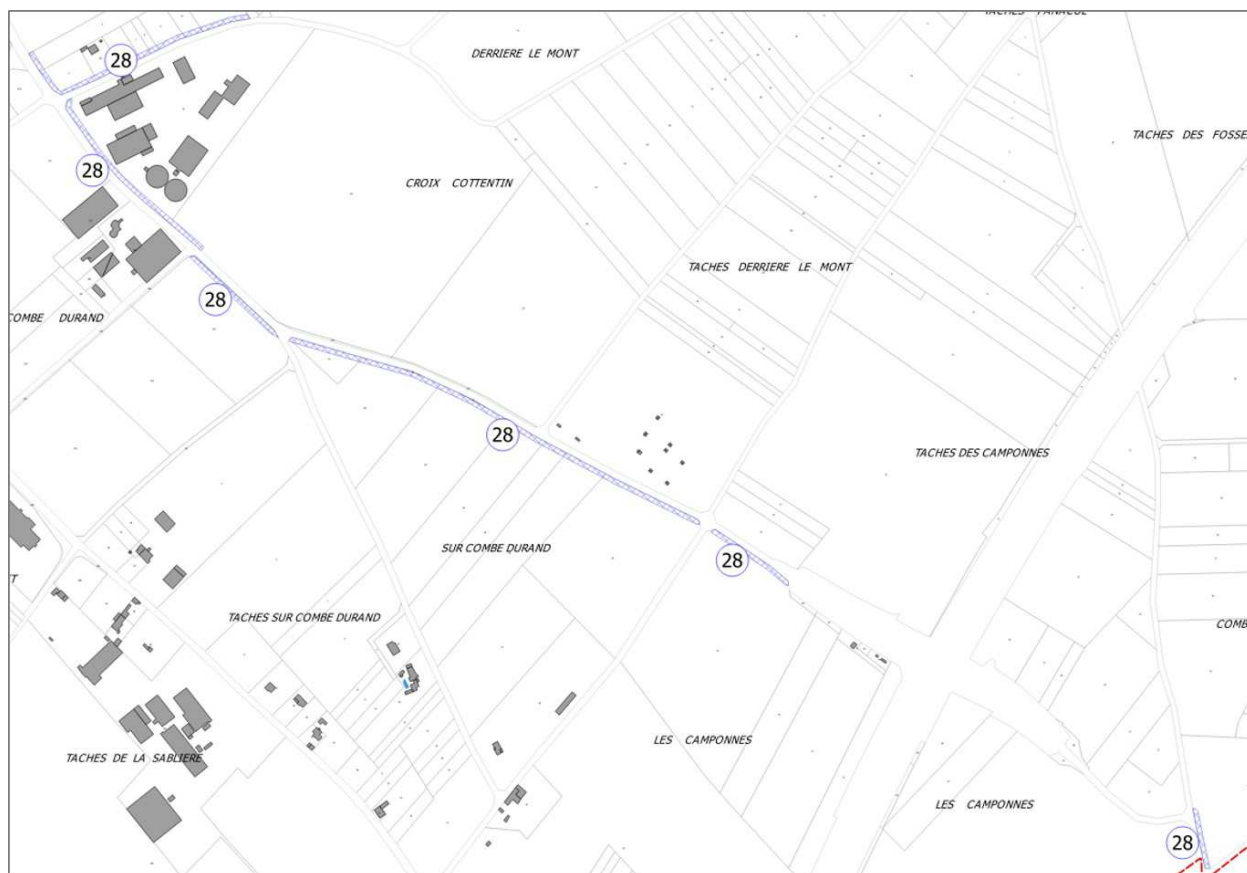 28
DERRIERE LE MONT
TACHES DES FOSSE
28
CROIX COTTENTIN
TACHES DERRIERE LE MONT
28
COMBE DURAND
28
TACHES DES CAMPONNES
SUR COMBE DURAND
28
TACHES SUR COMBE DURAND
COMB
LES CAMPONNES
TACHES DE LA SABLIERE
LES CAMPONNES
28